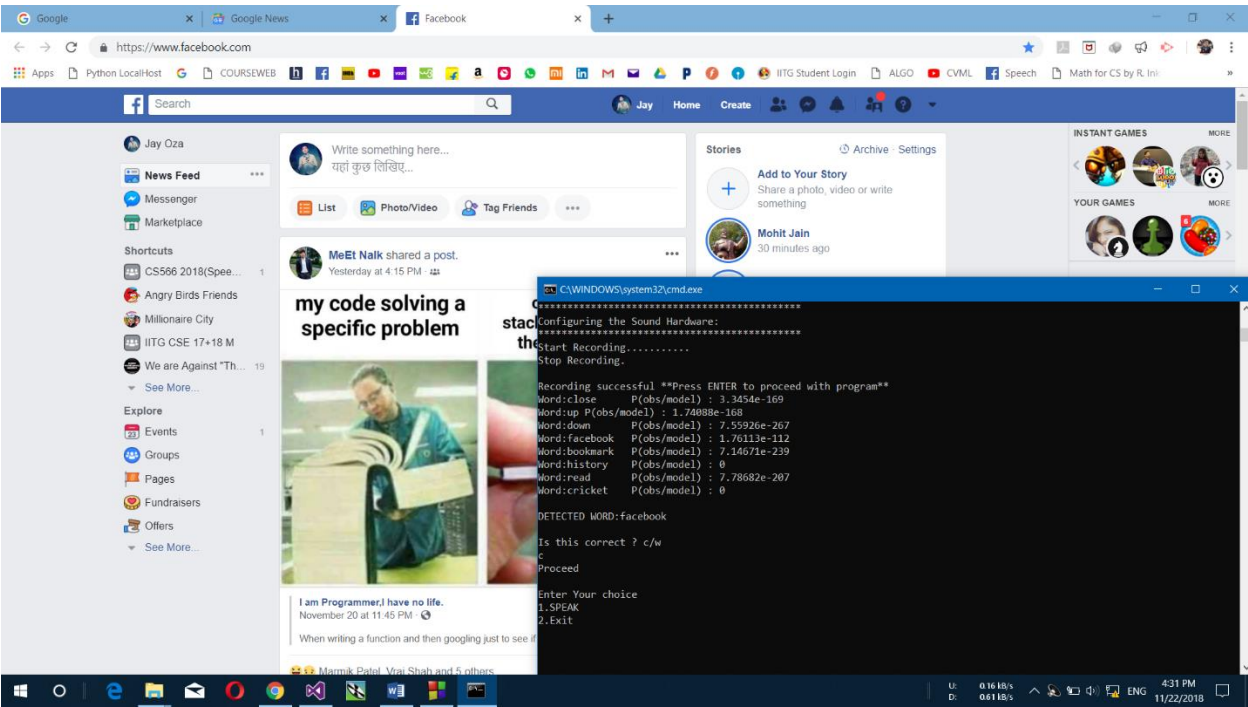 Google
Google News
Facebook
https://www.facebook.com
Apps
Python LocalHost
COURSEWEB
IITG Student Login
ALGO
CVML
Speech
Math for CS by R. Ink
Search
Jay
Home
Create
Jay Oza
News Feed
Messenger
Marketplace
Shortcuts
CS566 2018(Spee... 1
Angry Birds Friends
Millionaire City
IITG CSE 17+18 M
We are Against "Th... 19
See More...
Explore
Events 1
Groups
Pages
Fundraisers
Offers
See More...
Write something here...
यहां कुछ लिखिए...
List
Photo/Video
Tag Friends
MeEt NaIk shared a post.
Yesterday at 4:15 PM
my code solving a
specific problem
stac
the
I am Programmer,I have no life.
November 20 at 11:45 PM
When writing a function and then googling just to see if
Marmik Patel, Vraj Shah and 5 others
Stories
Archive · Settings
Add to Your Story
Share a photo, video or write
something
Mohit Jain
30 minutes ago
INSTANT GAMES MORE
YOUR GAMES MORE
C:\WINDOWS\system32\cmd.exe
**********************************************
Configuring the Sound Hardware:
**********************************************
Start Recording...........
Stop Recording.
Recording successful **Press ENTER to proceed with program**
Word:close P(obs/model) : 3.3454e-169
Word:up P(obs/model) : 1.74088e-168
Word:down P(obs/model) : 7.55926e-267
Word:facebook P(obs/model) : 1.76113e-112
Word:bookmark P(obs/model) : 7.14671e-239
Word:history P(obs/model) : 0
Word:read P(obs/model) : 7.78682e-207
Word:cricket P(obs/model) : 0
DETECTED WORD:facebook
Is this correct ? c/w
c
Proceed
Enter Your choice
1.SPEAK
2.Exit
U: 0.16 kB/s
D: 0.61 kB/s
ENG
4:31 PM
11/22/2018